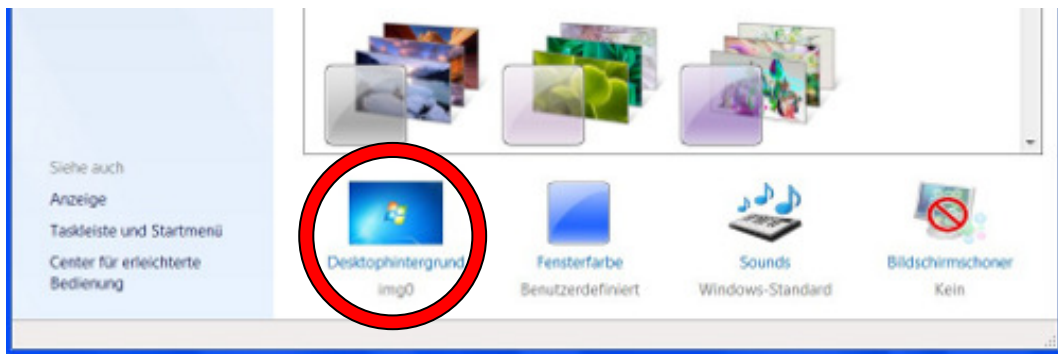 Siehe auch
Anzeige
Taskleiste und Startmenü
Center für erleichterte
Bedienung
Desktophintergrund
img0
Fensterfarbe
Benutzerdefiniert
Sounds
Windows-Standard
Bildschirmschoner
Kein